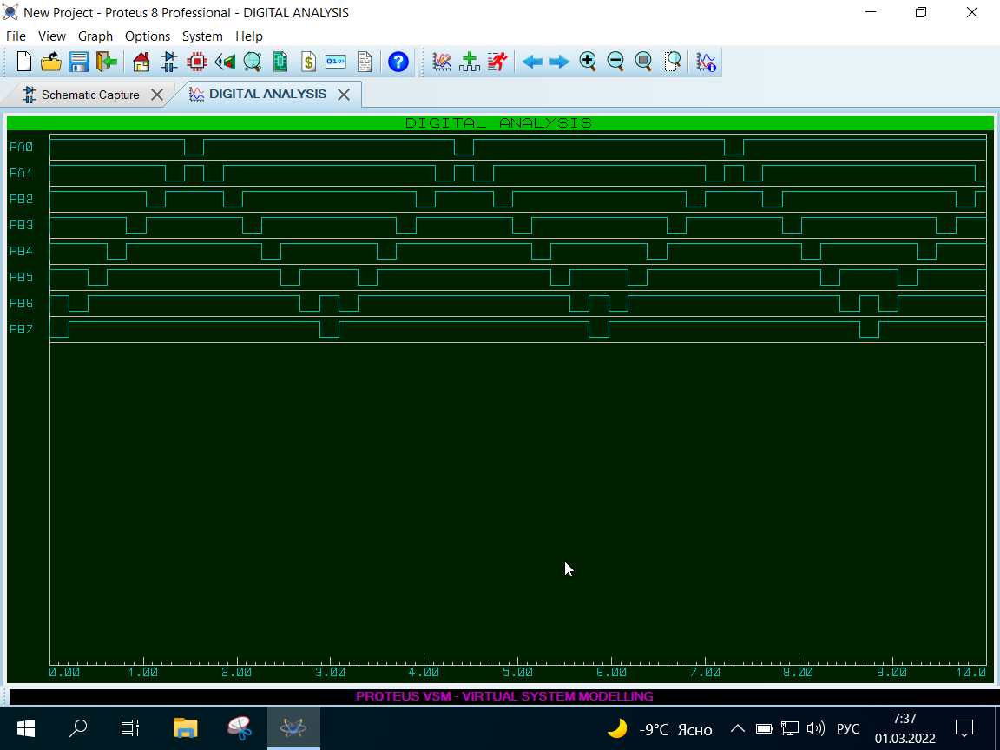 New Project - Proteus 8 Professional - DIGITAL ANALYSIS
File View Graph Options System Help
Schematic Capture DIGITAL ANALYSIS
DIGITAL ANALYSIS
PA0
PA1
PB2
PB3
PB4
PB5
PB6
PB7
0.00 1.00 2.00 3.00 4.00 5.00 6.00 7.00 8.00 9.00 10.0
PROTEUS VSM - VIRTUAL SYSTEM MODELLING
-9°C Ясно РУС 7:37
01.03.2022